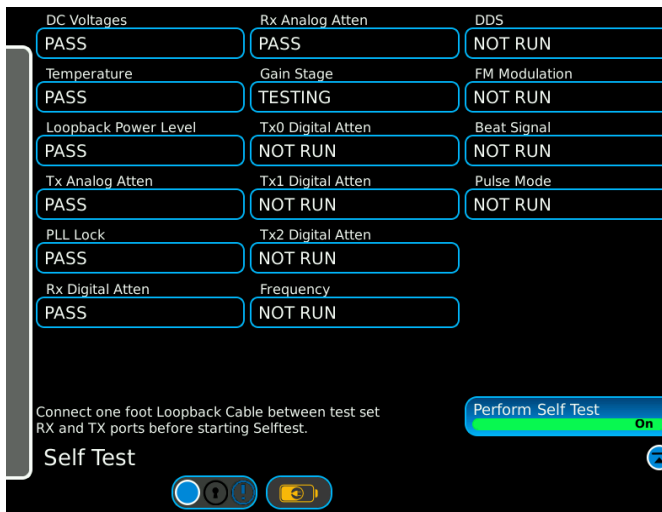 DC Voltages
PASS
Temperature
PASS
Loopback Power Level
PASS
Tx Analog Atten
PASS
PLL Lock
PASS
Rx Digital Atten
PASS
Rx Analog Atten
PASS
Gain Stage
TESTING
Tx0 Digital Atten
NOT RUN
Tx1 Digital Atten
NOT RUN
Tx2 Digital Atten
NOT RUN
Frequency
NOT RUN
DDS
NOT RUN
FM Modulation
NOT RUN
Beat Signal
NOT RUN
Pulse Mode
NOT RUN
Connect one foot Loopback Cable between test set
RX and TX ports before starting Selftest.
Perform Self Test
On
Self Test